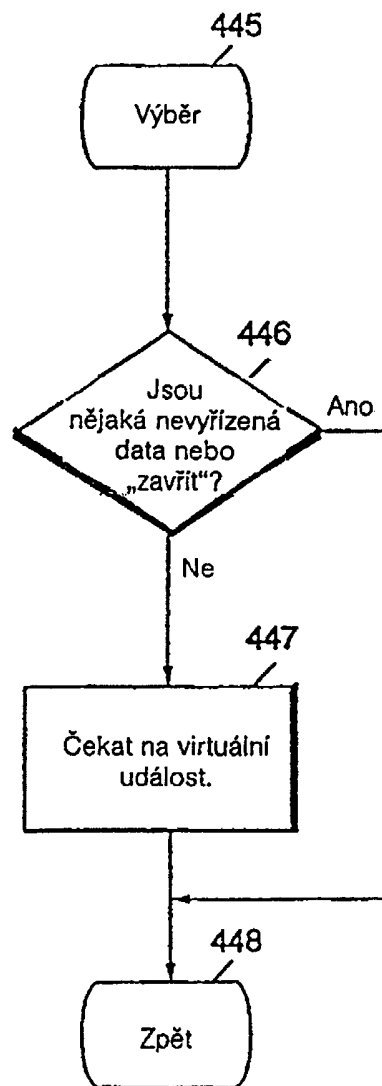 445
Výběr
446
Jsou
nějaká nevyřízená
data nebo
„zavřít“?
Ano
Ne
447
Čekat na virtuální
událost.
448
Zpět